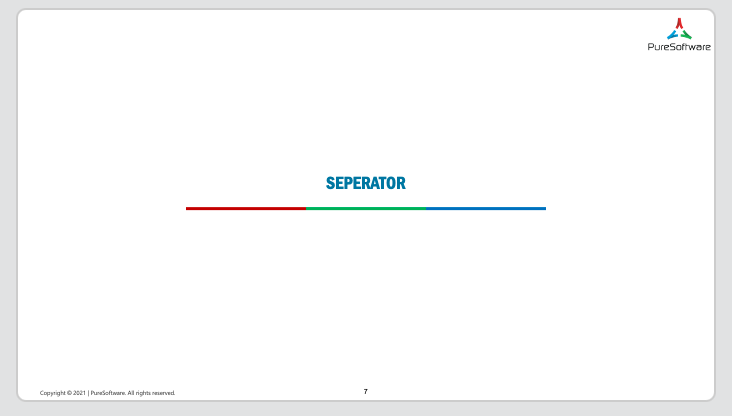 PureSoftware
SEPERATOR
Copyright © 2021 | PureSoftware. All rights reserved.
7